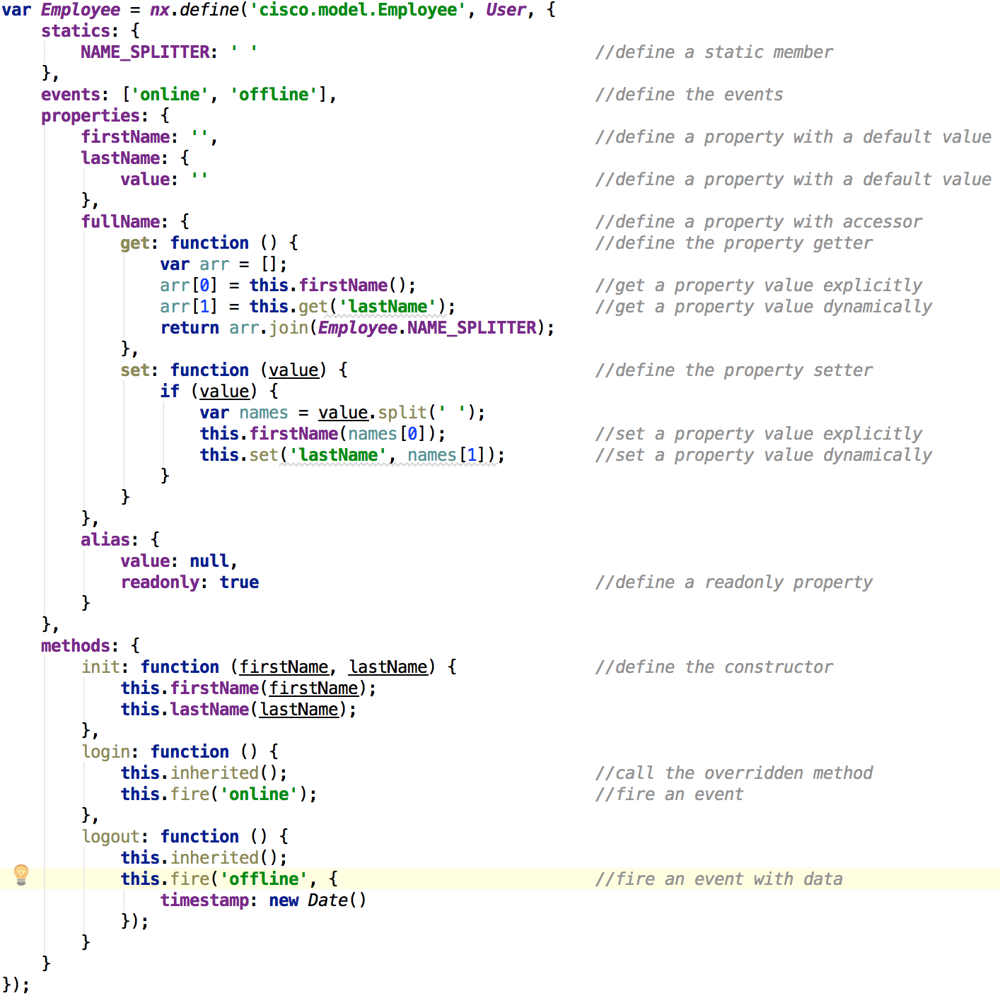 var Employee = nx.define('cisco.model.Employee', User, {
    statics: {
        NAME_SPLITTER: ' '                                  //define a static member
    },
    events: ['online', 'offline'],                          //define the events
    properties: {
        firstName: '',                                      //define a property with a default value
        lastName: {
            value: ''                                       //define a property with a default value
        },
        fullName: {                                         //define a property with accessor
            get: function () {                              //define the property getter
                var arr = [];
                arr[0] = this.firstName();                  //get a property value explicitly
                arr[1] = this.get('lastName');              //get a property value dynamically
                return arr.join(Employee.NAME_SPLITTER);
            },
            set: function (value) {                         //define the property setter
                if (value) {
                    var names = value.split(' ');
                    this.firstName(names[0]);               //set a property value explicitly
                    this.set('lastName', names[1]);         //set a property value dynamically
                }
            }
        },
        alias: {
            value: null,
            readonly: true                                  //define a readonly property
        }
    },
    methods: {
        init: function (firstName, lastName) {              //define the constructor
            this.firstName(firstName);
            this.lastName(lastName);
        },
        login: function () {
            this.inherited();                               //call the overridden method
            this.fire('online');                            //fire an event
        },
        logout: function () {
            this.inherited();
            this.fire('offline', {                          //fire an event with data
                timestamp: new Date()
            });
        }
    }
});